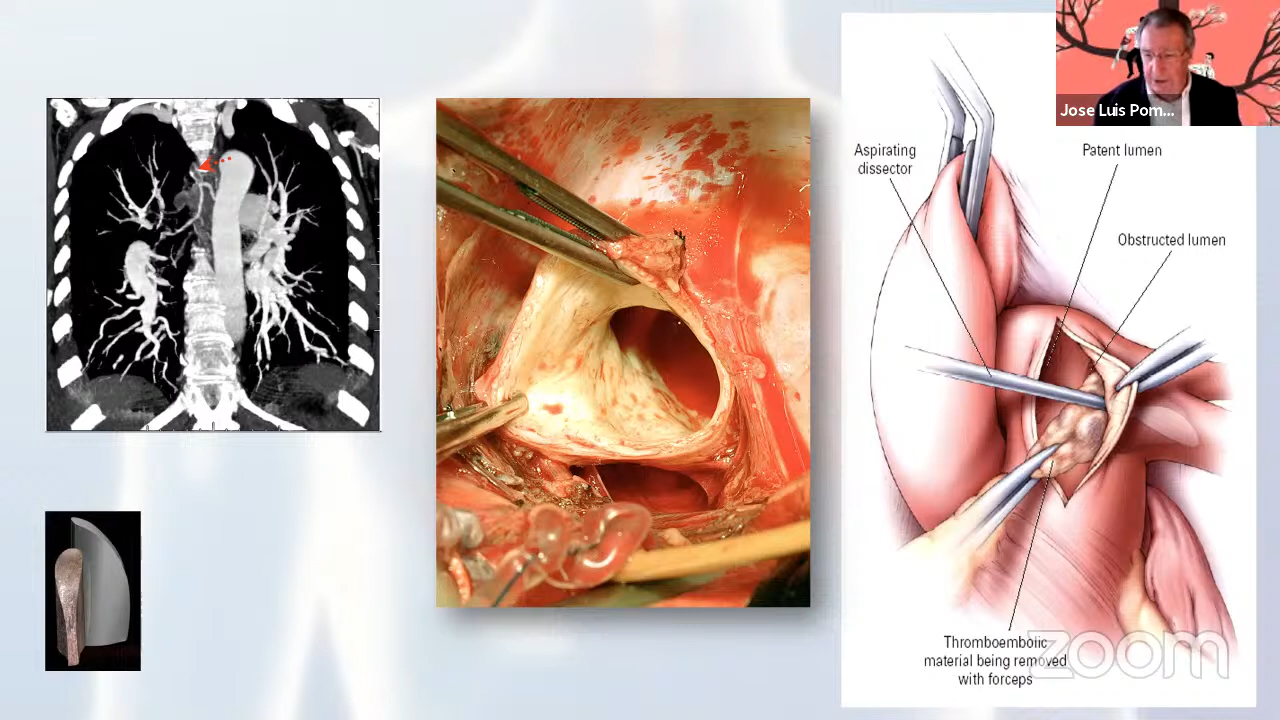 Jose Luis Pom...
Aspirating
dissector
Patent lumen
Obstructed lumen
Thromboembolic
material being removed
with forceps
zoom